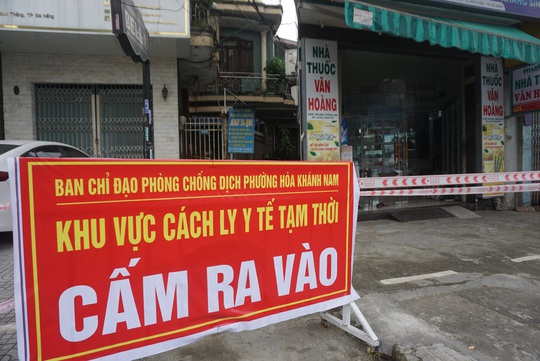 BAN CHỈ ĐẠO PHÒNG CHỐNG DỊCH PHƯỜNG HÒA KHÁNH NAM
KHU VỰC CÁCH LY Y TẾ TẠM THỜI
CẤM RA VÀO
NHÀ
THUỐC
VÂN
HOÀNG
NHÀ
THUỐC
VÂN
HOÀNG
NHÀ THUỐC
VÂN HOÀNG